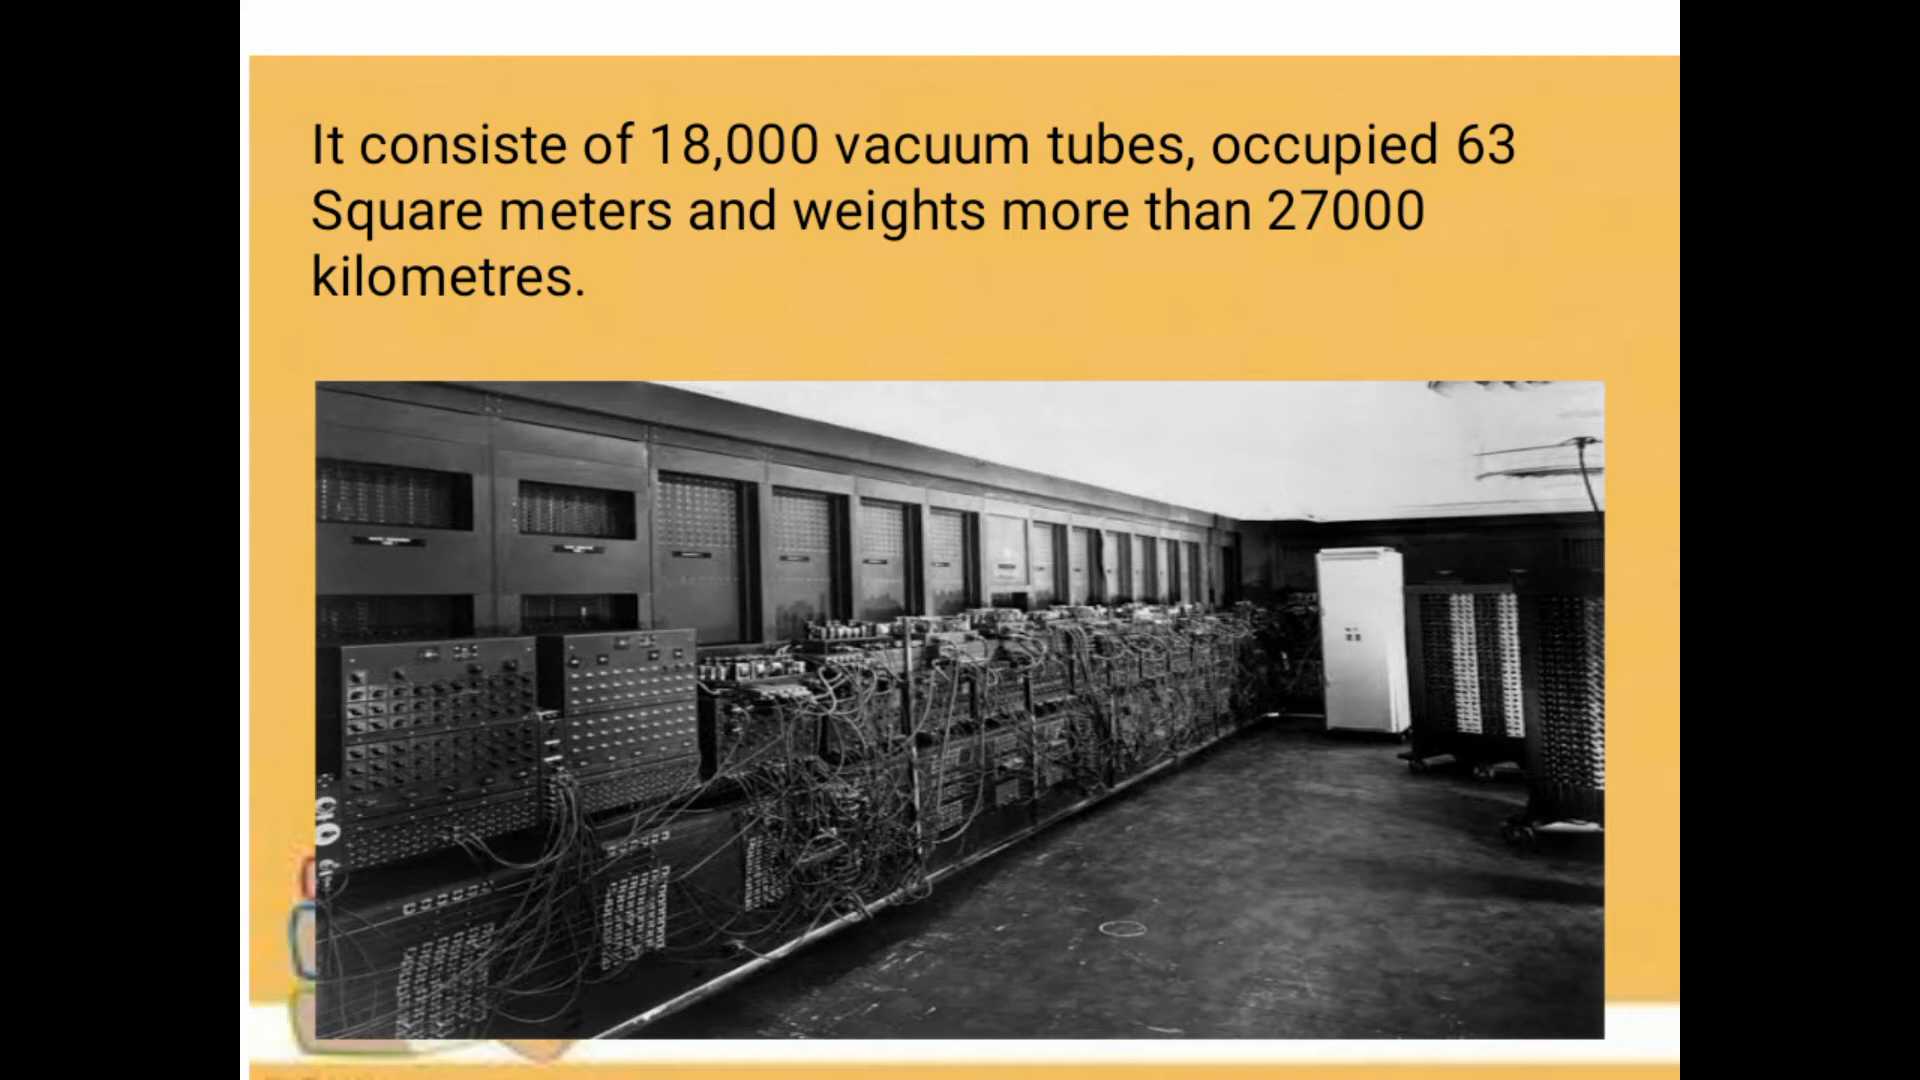 It consiste of 18,000 vacuum tubes, occupied 63
Square meters and weights more than 27000
kilometres.